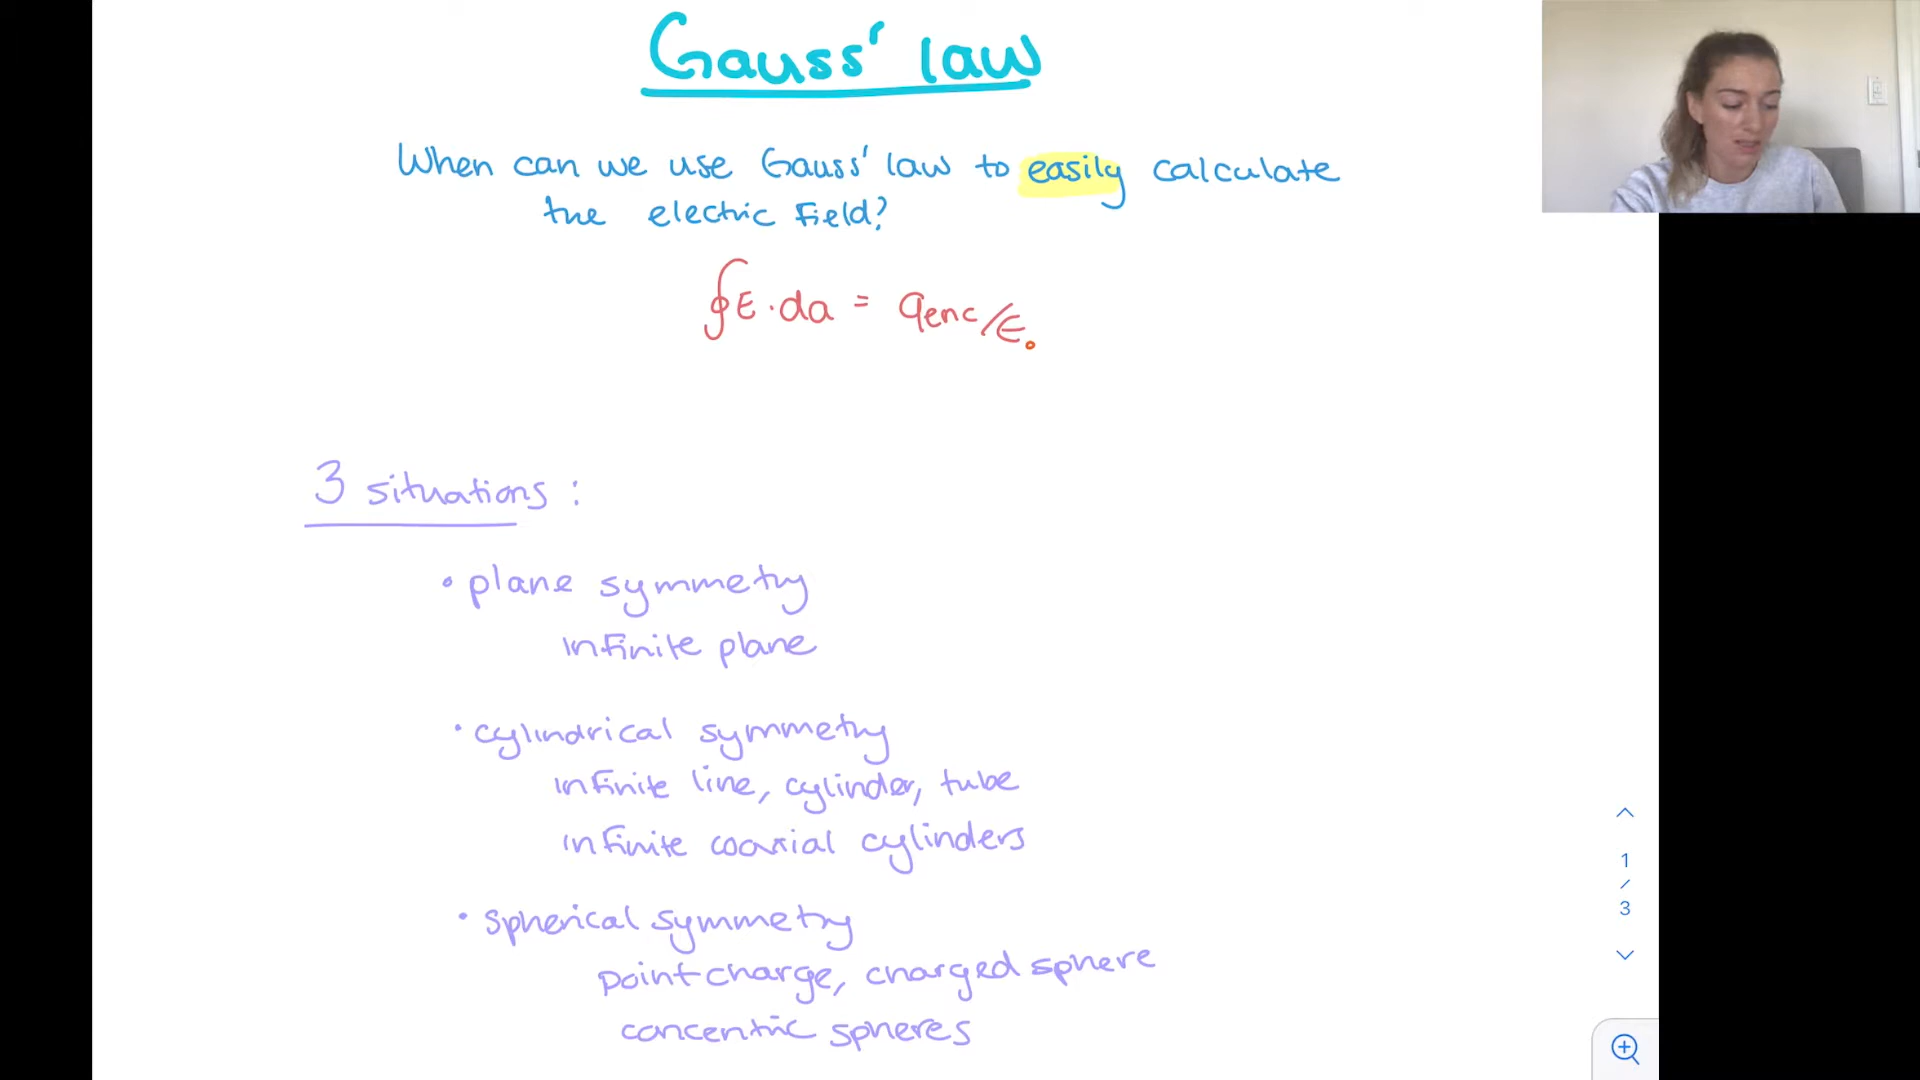 Gauss' law
When can we use Gauss' law to easily calculate
the electric field?
∮E · da = qenc/ε₀
3 situations :
• plane symmetry
infinite plane
• cylindrical symmetry
infinite line, cylinder, tube
infinite coaxial cylinders
• spherical symmetry
point charge, charged sphere
concentric spheres
1
/
3